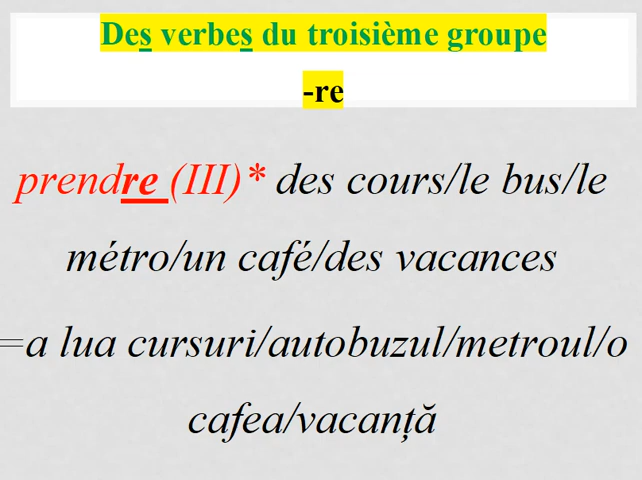 Des verbes du troisième groupe
-re
prendre (III)* des cours/le bus/le
métro/un café/des vacances
=a lua cursuri/autobuzul/metroul/o
cafea/vacanță